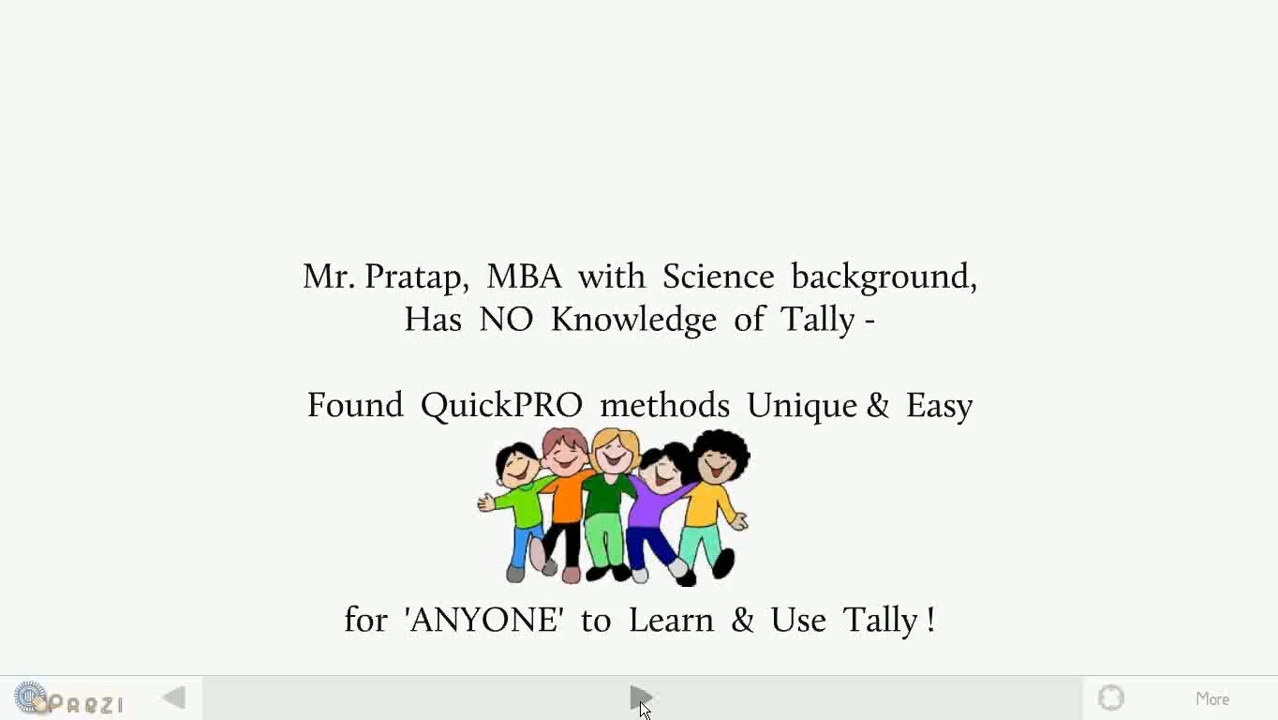 Mr. Pratap, MBA with Science background,
Has NO Knowledge of Tally -
Found QuickPRO methods Unique & Easy
for 'ANYONE' to Learn & Use Tally !
PREZI
More